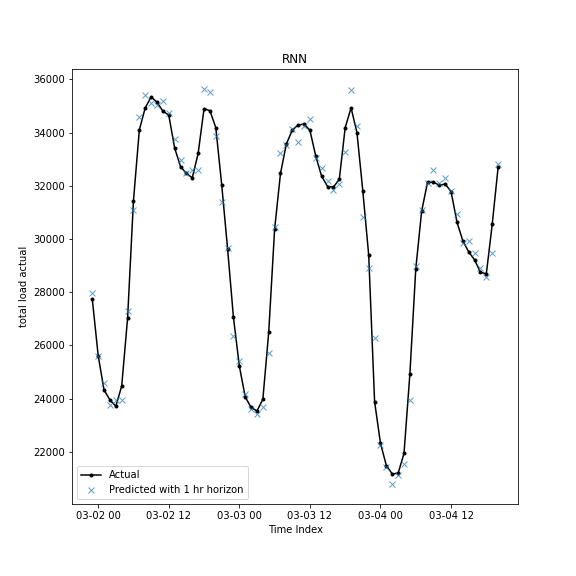 RNN
36000
34000
32000
30000
28000
26000
24000
22000
total load actual
Actual
Predicted with 1 hr horizon
03-02 00 03-02 12 03-03 00 03-03 12 03-04 00 03-04 12
Time Index